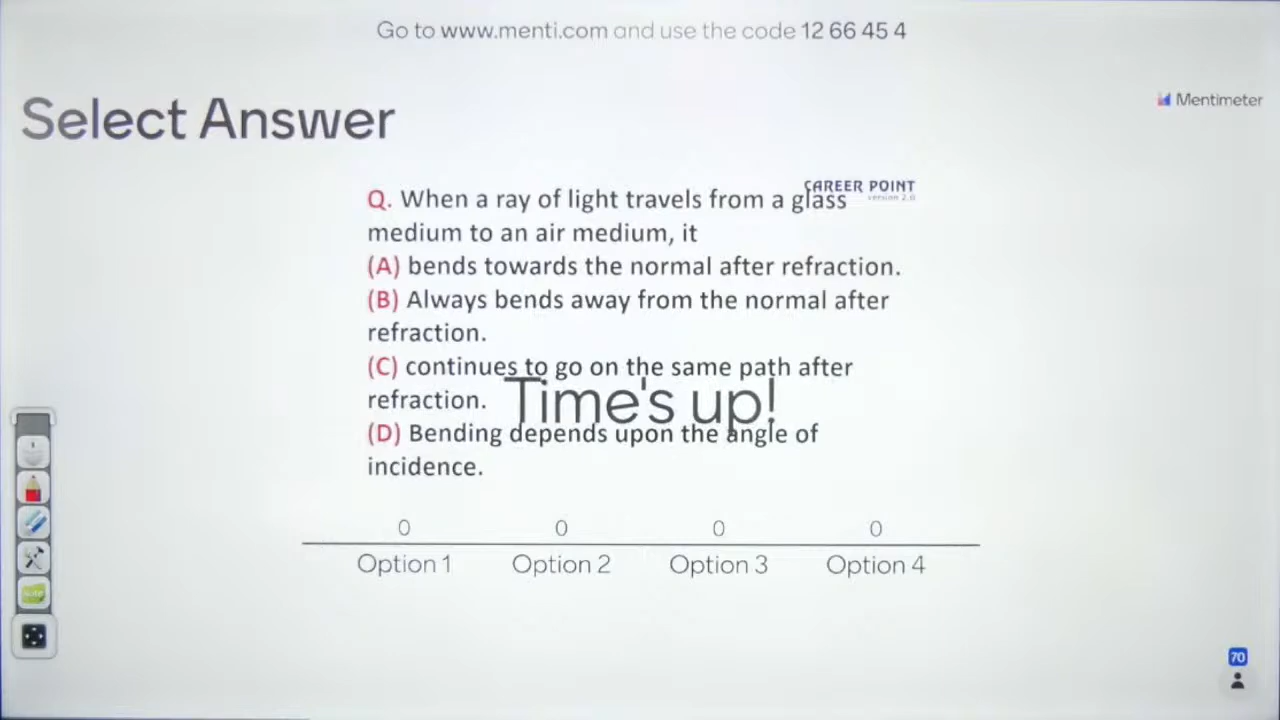 Go to www.menti.com and use the code 12 66 45 4
Mentimeter
Select Answer
CAREER POINT
version 2.0
Q. When a ray of light travels from a glass
medium to an air medium, it
(A) bends towards the normal after refraction.
(B) Always bends away from the normal after
refraction.
(C) continues to go on the same path after
refraction.
Time's up!
(D) Bending depends upon the angle of
incidence.
0 0 0 0
Option 1 Option 2 Option 3 Option 4
70